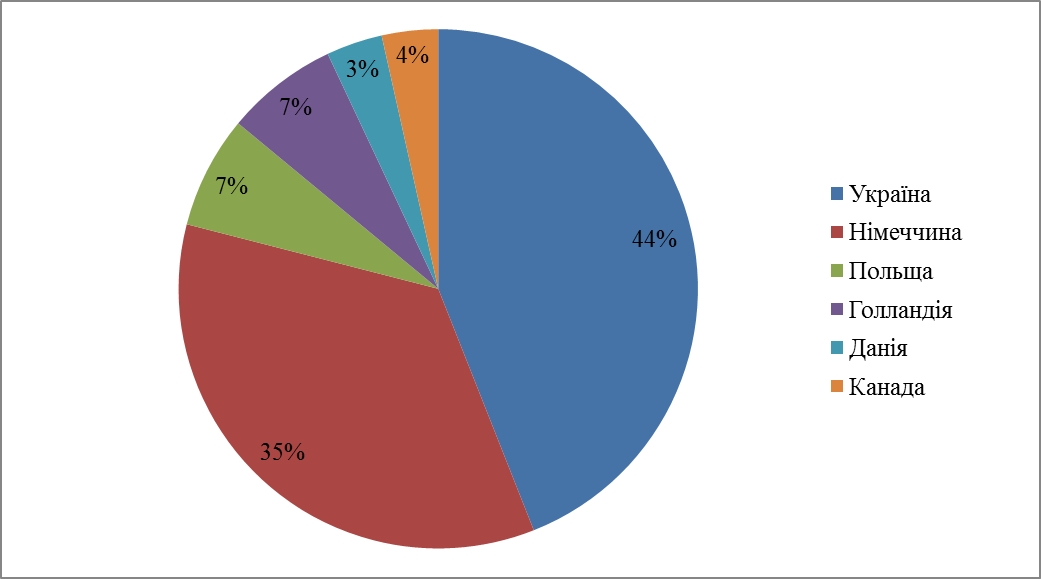 4%
3%
7%
7%
44%
35%
Україна
Німеччина
Польща
Голландія
Данія
Канада